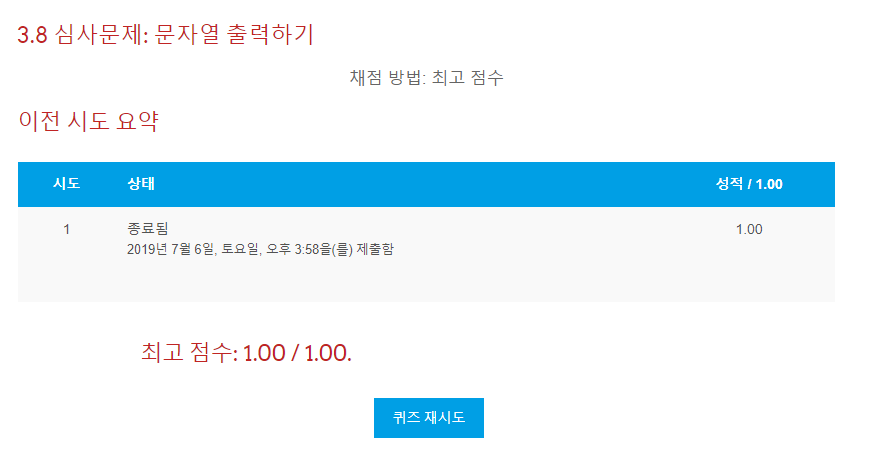 3.8 심사문제: 문자열 출력하기
채점 방법: 최고 점수
이전 시도 요약
시도 상태 성적 / 1.00
1 종료됨 1.00
2019년 7월 6일, 토요일, 오후 3:58을(를) 제출함
최고 점수: 1.00 / 1.00.
퀴즈 재시도